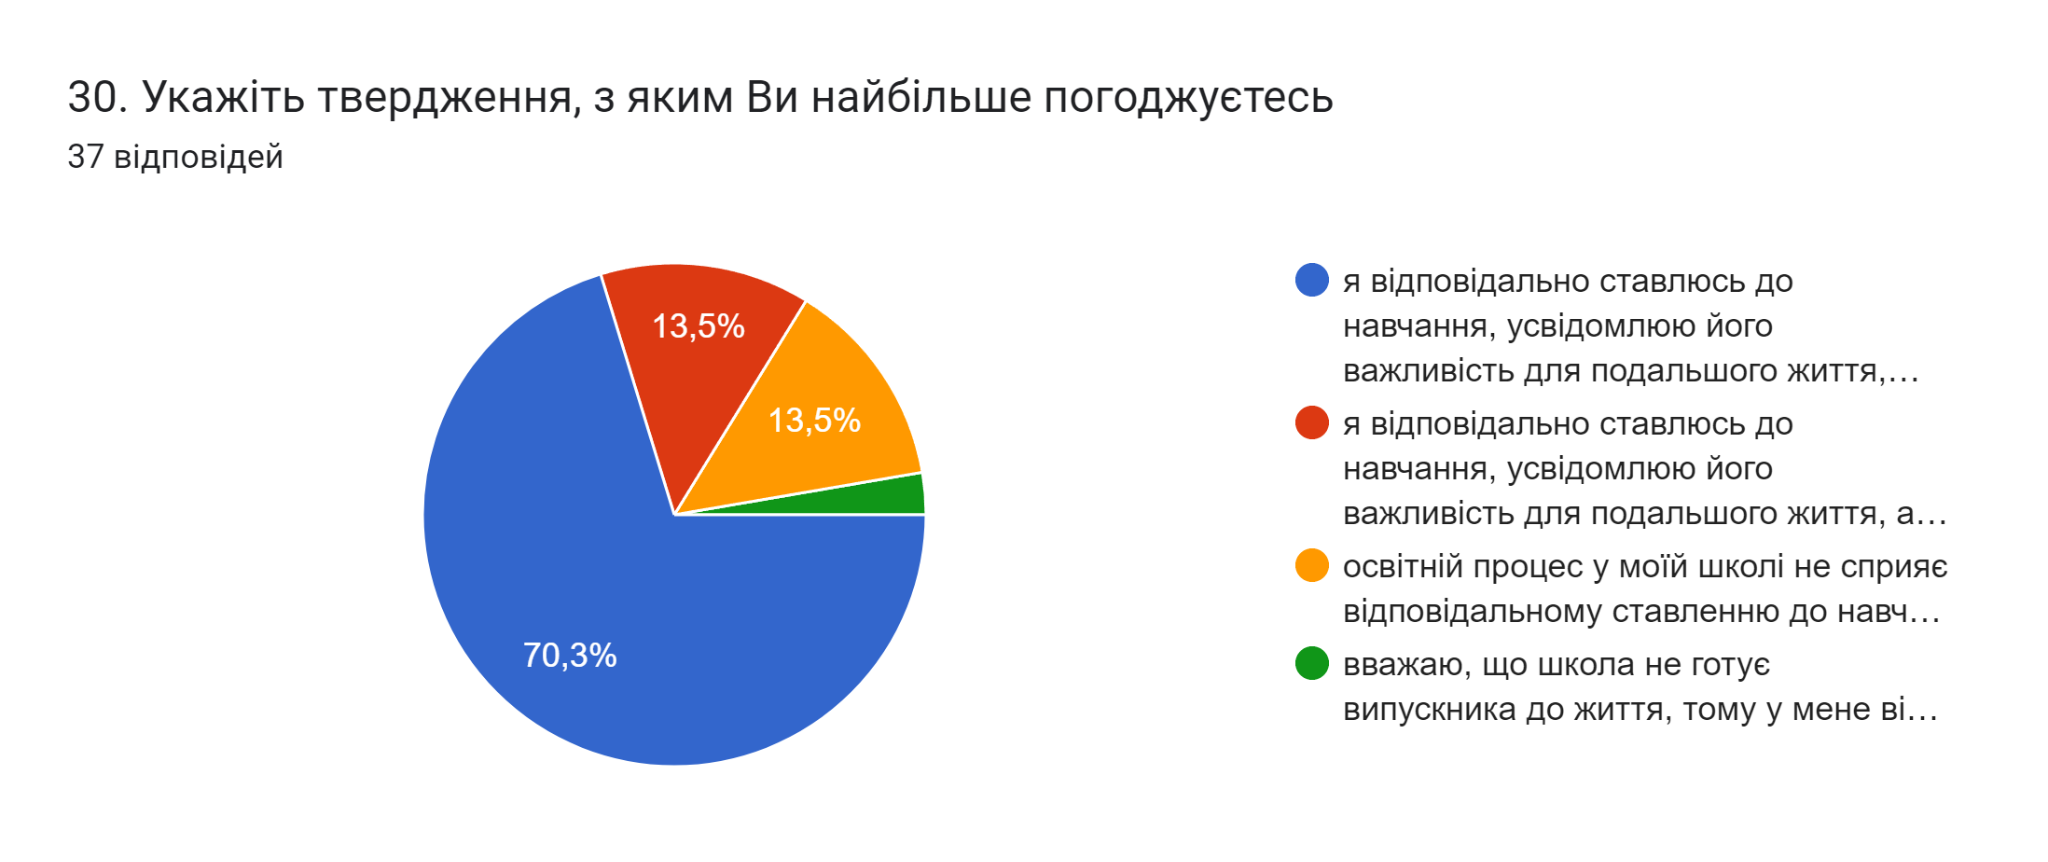 30. Укажіть твердження, з яким Ви найбільше погоджуєтесь
37 відповідей
13,5%
13,5%
70,3%
я відповідально ставлюсь до
навчання, усвідомлюю його
важливість для подальшого життя,…
я відповідально ставлюсь до
навчання, усвідомлюю його
важливість для подальшого життя, а…
освітній процес у моїй школі не сприяє
відповідальному ставленню до навч…
вважаю, що школа не готує
випускника до життя, тому у мене ві…